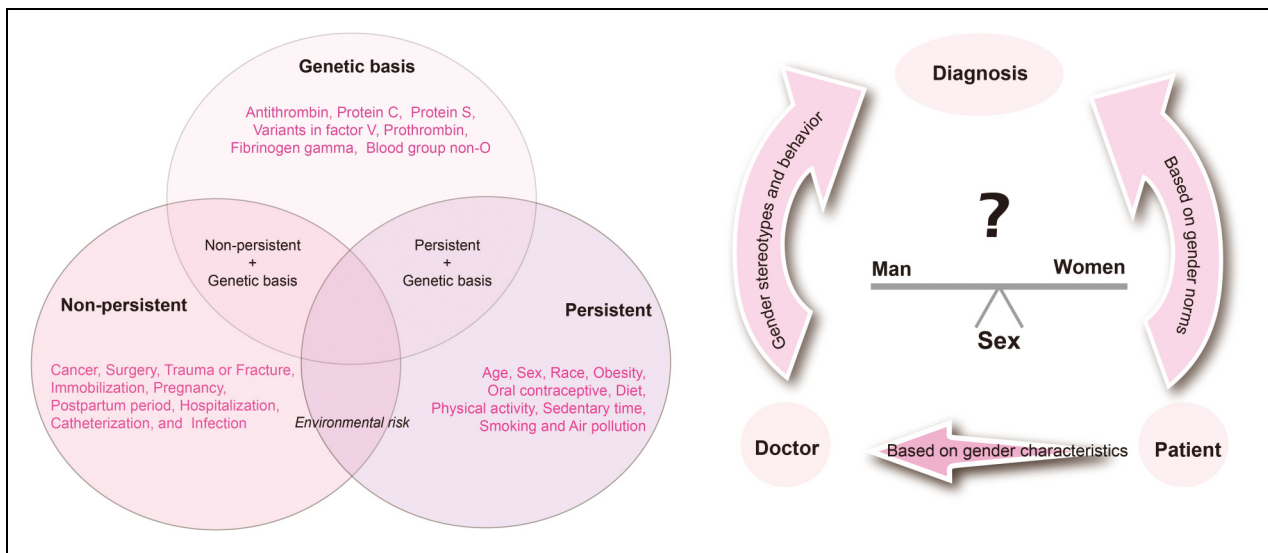 Genetic basis
Antithrombin, Protein C, Protein S,
Variants in factor V, Prothrombin,
Fibrinogen gamma, Blood group non-O
Non-persistent
+
Genetic basis
Persistent
+
Genetic basis
Non-persistent
Persistent
Cancer, Surgery, Trauma or Fracture,
Immobilization, Pregnancy,
Postpartum period, Hospitalization,
Catheterization, and Infection
Age, Sex, Race, Obesity,
Oral contraceptive, Diet,
Physical activity, Sedentary time,
Smoking and Air pollution
Environmental risk
Diagnosis
Gender stereotypes and behavior
Based on gender norms
?
Man
Women
Sex
Doctor
Based on gender characteristics
Patient